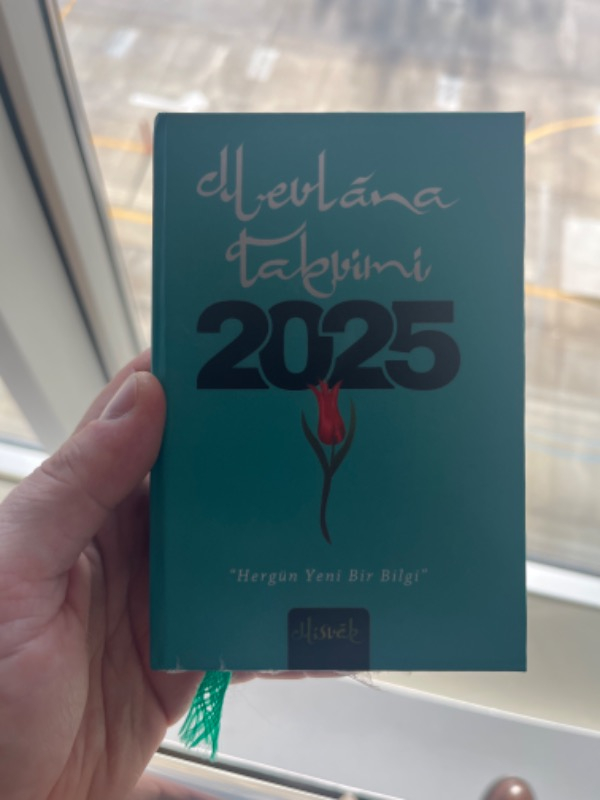 Mevlâna
Takvimi
2025
"Hergün Yeni Bir Bilgi"
Misvâk